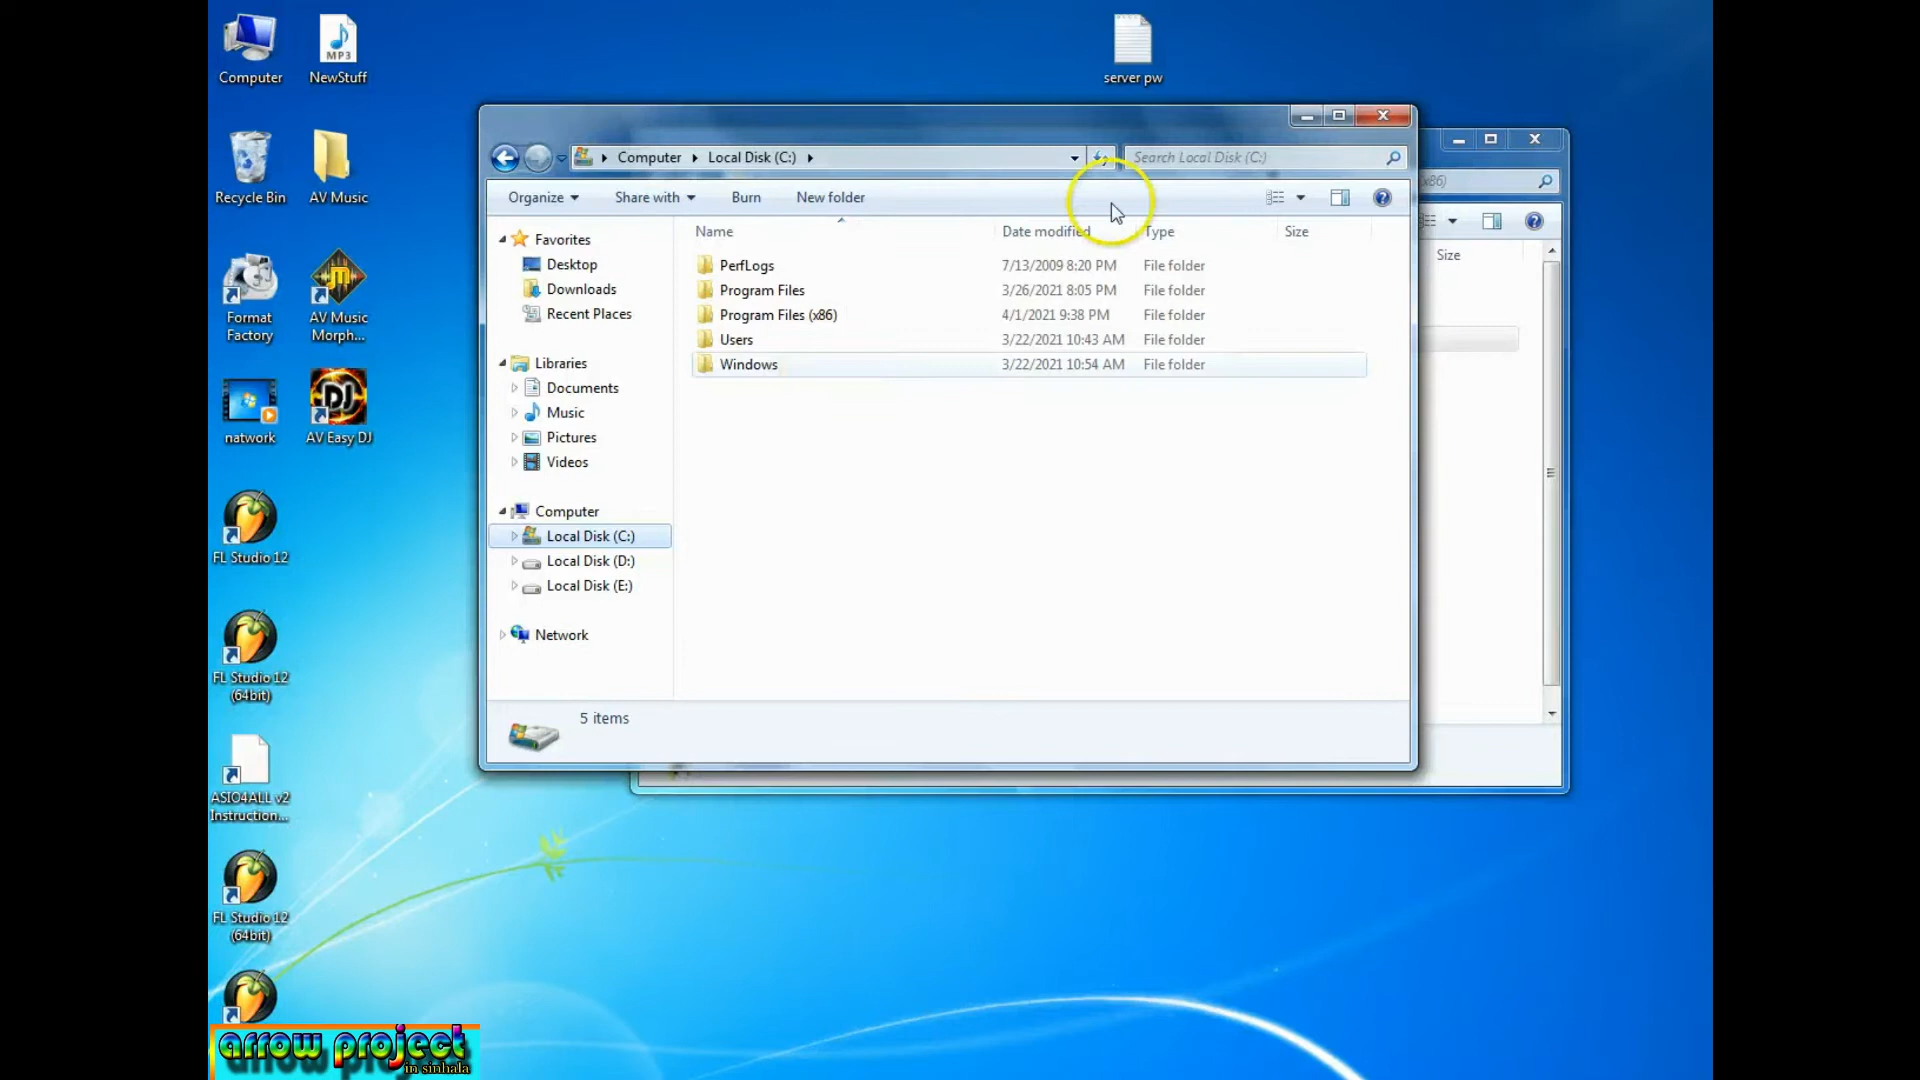 Computer
NewStuff
MP3
server pw
Recycle Bin
AV Music
Format
Factory
AV Music
Morph...
natwork
AV Easy DJ
FL Studio 12
FL Studio 12
(64bit)
ASIO4ALL v2
Instruction...
FL Studio 12
(64bit)
Computer Local Disk (C:)
Search Local Disk (C:)
Organize
Share with
Burn
New folder
Name
Date modified
Type
Size
Favorites
Desktop
Downloads
Recent Places
Libraries
Documents
Music
Pictures
Videos
Computer
Local Disk (C:)
Local Disk (D:)
Local Disk (E:)
Network
PerfLogs 7/13/2009 8:20 PM File folder
Program Files 3/26/2021 8:05 PM File folder
Program Files (x86) 4/1/2021 9:38 PM File folder
Users 3/22/2021 10:43 AM File folder
Windows 3/22/2021 10:54 AM File folder
5 items
x86)
Size
arrow project
in sinhala